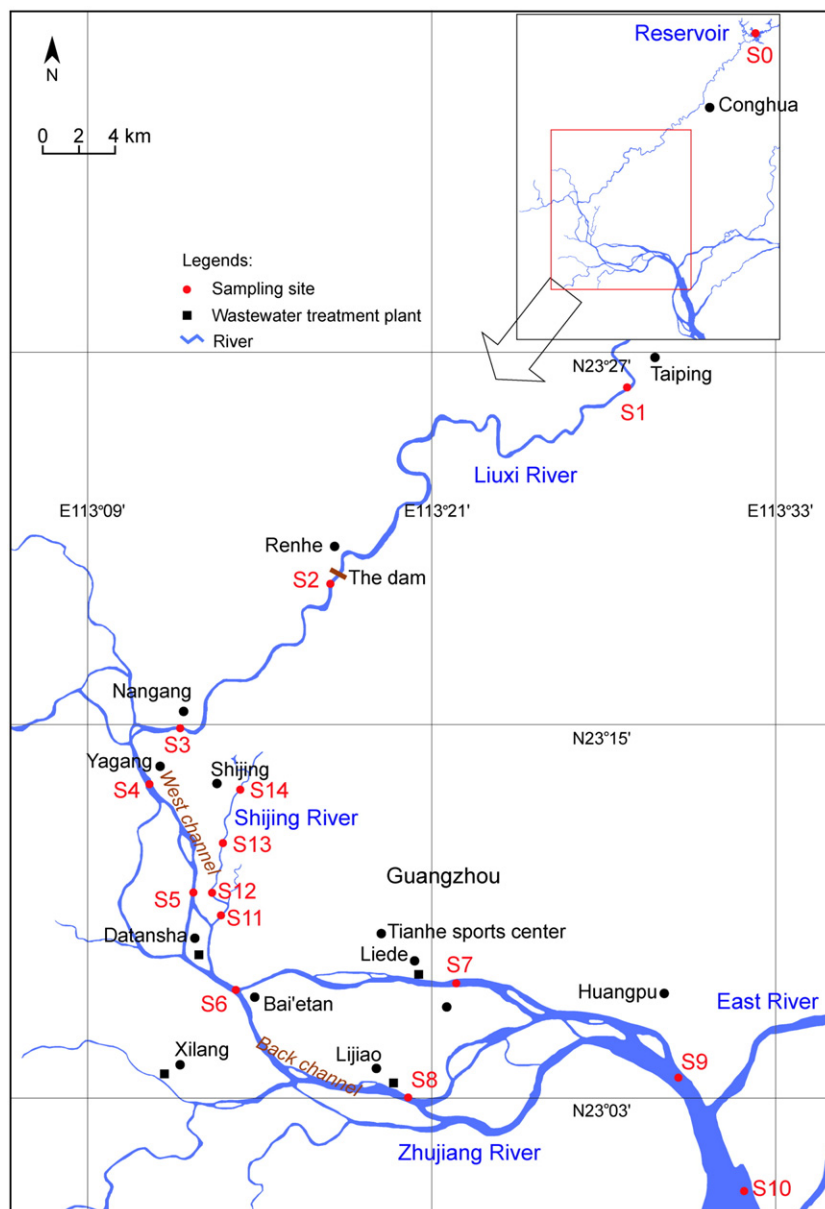 Reservoir
S0
N
0 2 4 km
Conghua
Legends:
Sampling site
Wastewater treatment plant
River
N23°27'
Taiping
S1
Liuxi River
E113°09'
E113°21'
E113°33'
Renhe
S2
The dam
Nangang
S3
N23°15'
Yagang
S4
West channel
Shijing
S14
Shijing River
S13
S5
S12
S11
Guangzhou
Datansha
Tianhe sports center
Liede
S7
S6
Bai'etan
Huangpu
East River
Xilang
Back channel
Lijiao
S8
S9
N23°03'
Zhujiang River
S10